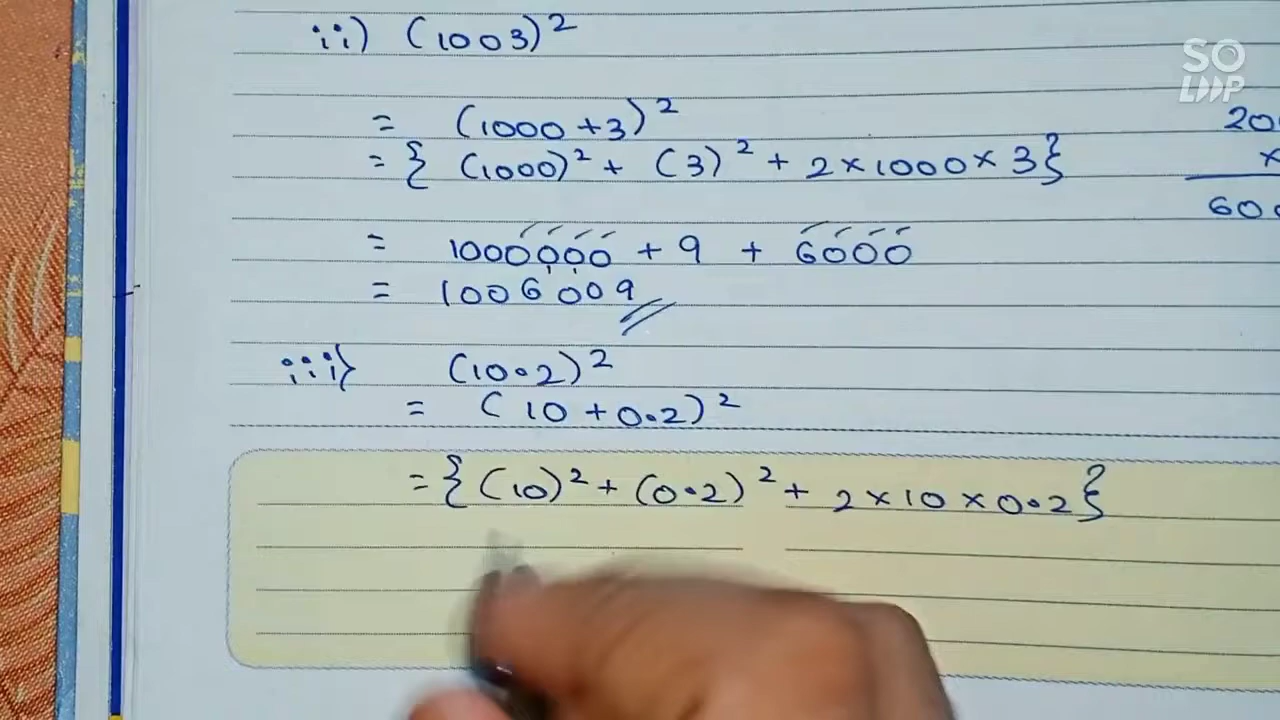 ii) (1003)²
SO
LOOP
= (1000 + 3)²
= { (1000)² + (3)² + 2 × 1000 × 3}
= 1000000 + 9 + 6000
= 1006009
iii} (10.2)²
= (10 + 0.2)²
= { (10)² + (0.2)² + 2 × 10 × 0.2}